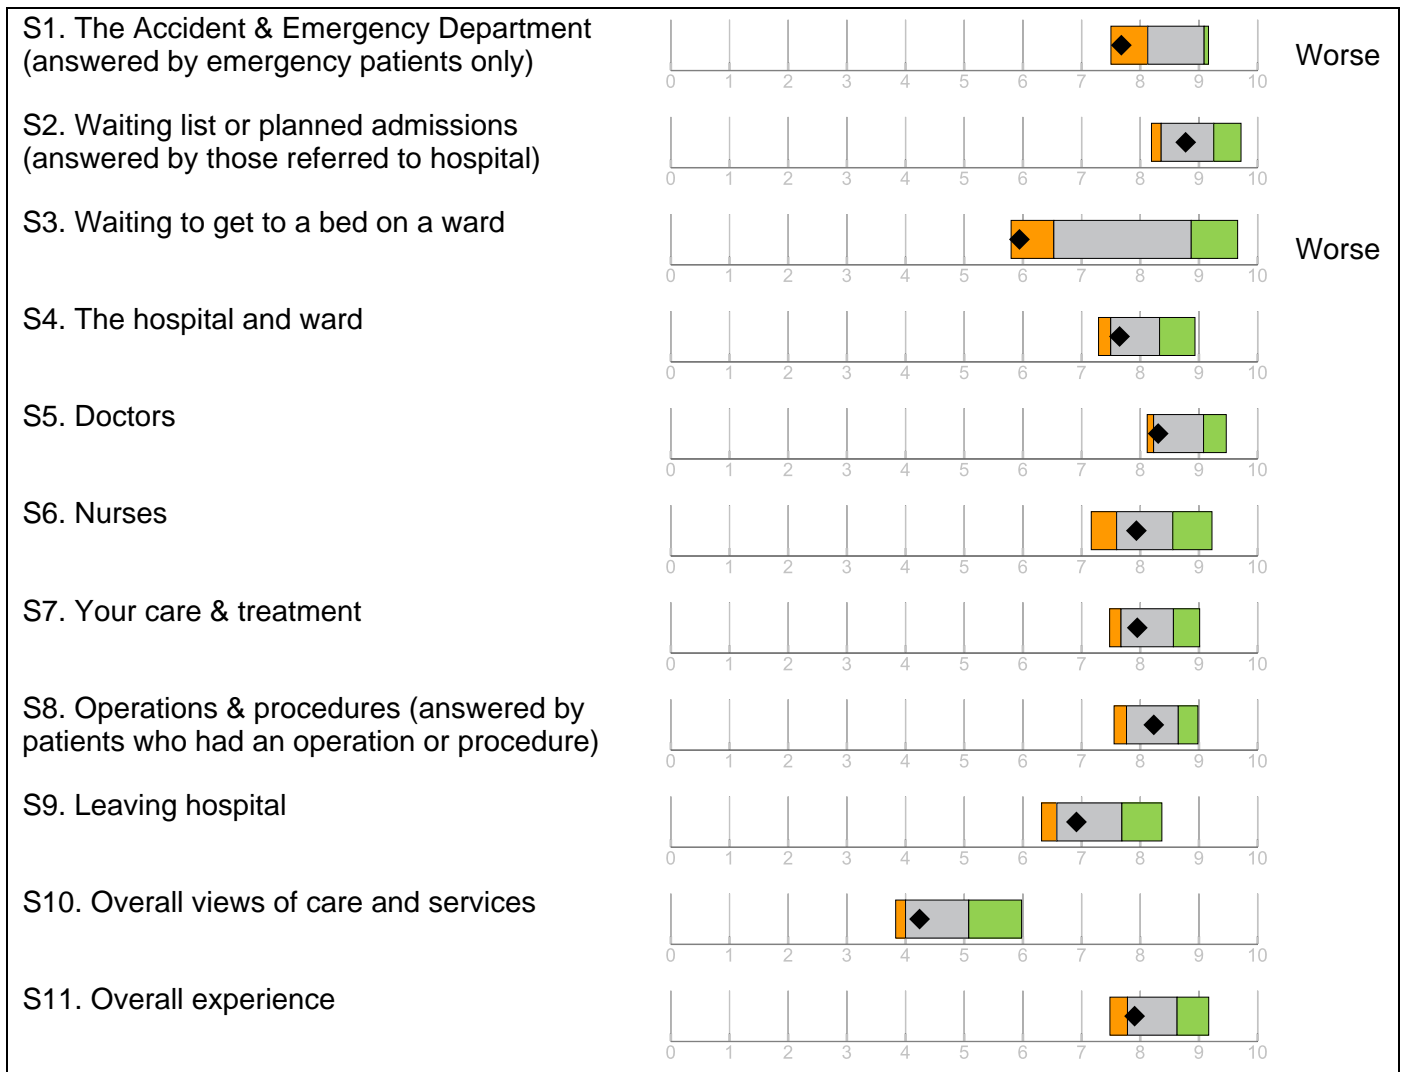 S1. The Accident & Emergency Department
(answered by emergency patients only)
Worse
0 1 2 3 4 5 6 7 8 9 10
S2. Waiting list or planned admissions
(answered by those referred to hospital)
0 1 2 3 4 5 6 7 8 9 10
S3. Waiting to get to a bed on a ward
Worse
0 1 2 3 4 5 6 7 8 9 10
S4. The hospital and ward
0 1 2 3 4 5 6 7 8 9 10
S5. Doctors
0 1 2 3 4 5 6 7 8 9 10
S6. Nurses
0 1 2 3 4 5 6 7 8 9 10
S7. Your care & treatment
0 1 2 3 4 5 6 7 8 9 10
S8. Operations & procedures (answered by
patients who had an operation or procedure)
0 1 2 3 4 5 6 7 8 9 10
S9. Leaving hospital
0 1 2 3 4 5 6 7 8 9 10
S10. Overall views of care and services
0 1 2 3 4 5 6 7 8 9 10
S11. Overall experience
0 1 2 3 4 5 6 7 8 9 10